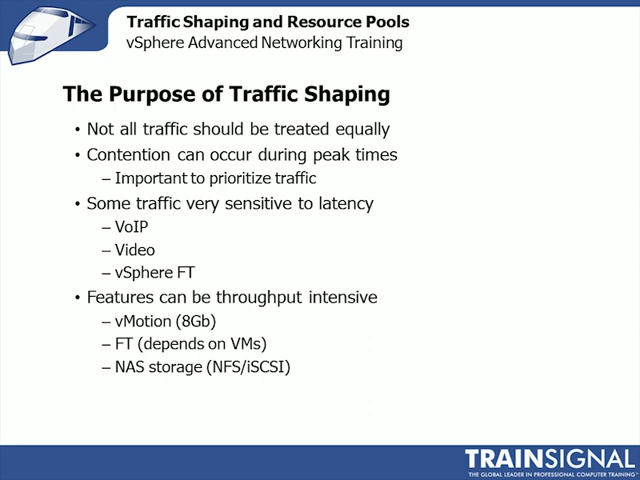 Traffic Shaping and Resource Pools
vSphere Advanced Networking Training
The Purpose of Traffic Shaping
• Not all traffic should be treated equally
• Contention can occur during peak times
– Important to prioritize traffic
• Some traffic very sensitive to latency
– VoIP
– Video
– vSphere FT
• Features can be throughput intensive
– vMotion (8Gb)
– FT (depends on VMs)
– NAS storage (NFS/iSCSI)
TRAINSIGNAL
THE GLOBAL LEADER IN PROFESSIONAL COMPUTER TRAINING